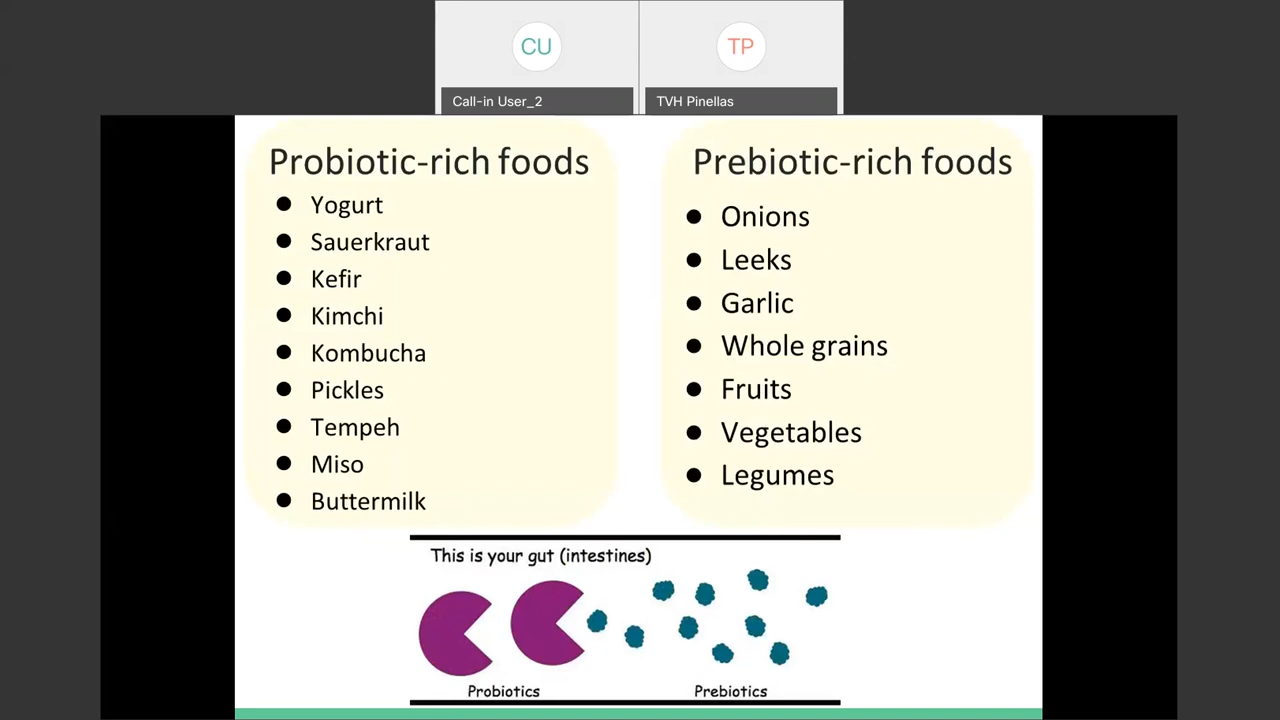 CU
TP
Call-in User_2
TVH Pinellas
Probiotic-rich foods
Yogurt
Sauerkraut
Kefir
Kimchi
Kombucha
Pickles
Tempeh
Miso
Buttermilk
Prebiotic-rich foods
Onions
Leeks
Garlic
Whole grains
Fruits
Vegetables
Legumes
This is your gut (intestines)
Probiotics
Prebiotics